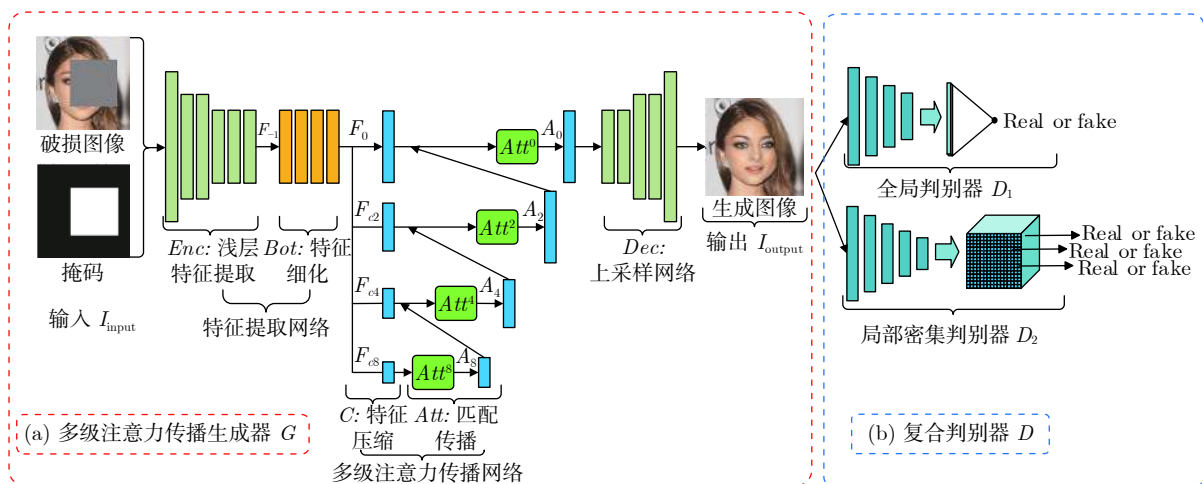 破损图像
掩码
输入 I_input
F_-1
Enc: 浅层
特征提取
Bot: 特征
细化
特征提取网络
F_0
F_c2
F_c4
F_c8
Att^0
A_0
Att^2
A_2
Att^4
A_4
Att^8
A_8
C: 特征
压缩
Att: 匹配
传播
多级注意力传播网络
Dec:
上采样网络
生成图像
输出 I_output
(a) 多级注意力传播生成器 G
Real or fake
全局判别器 D_1
Real or fake
Real or fake
Real or fake
局部密集判别器 D_2
(b) 复合判别器 D